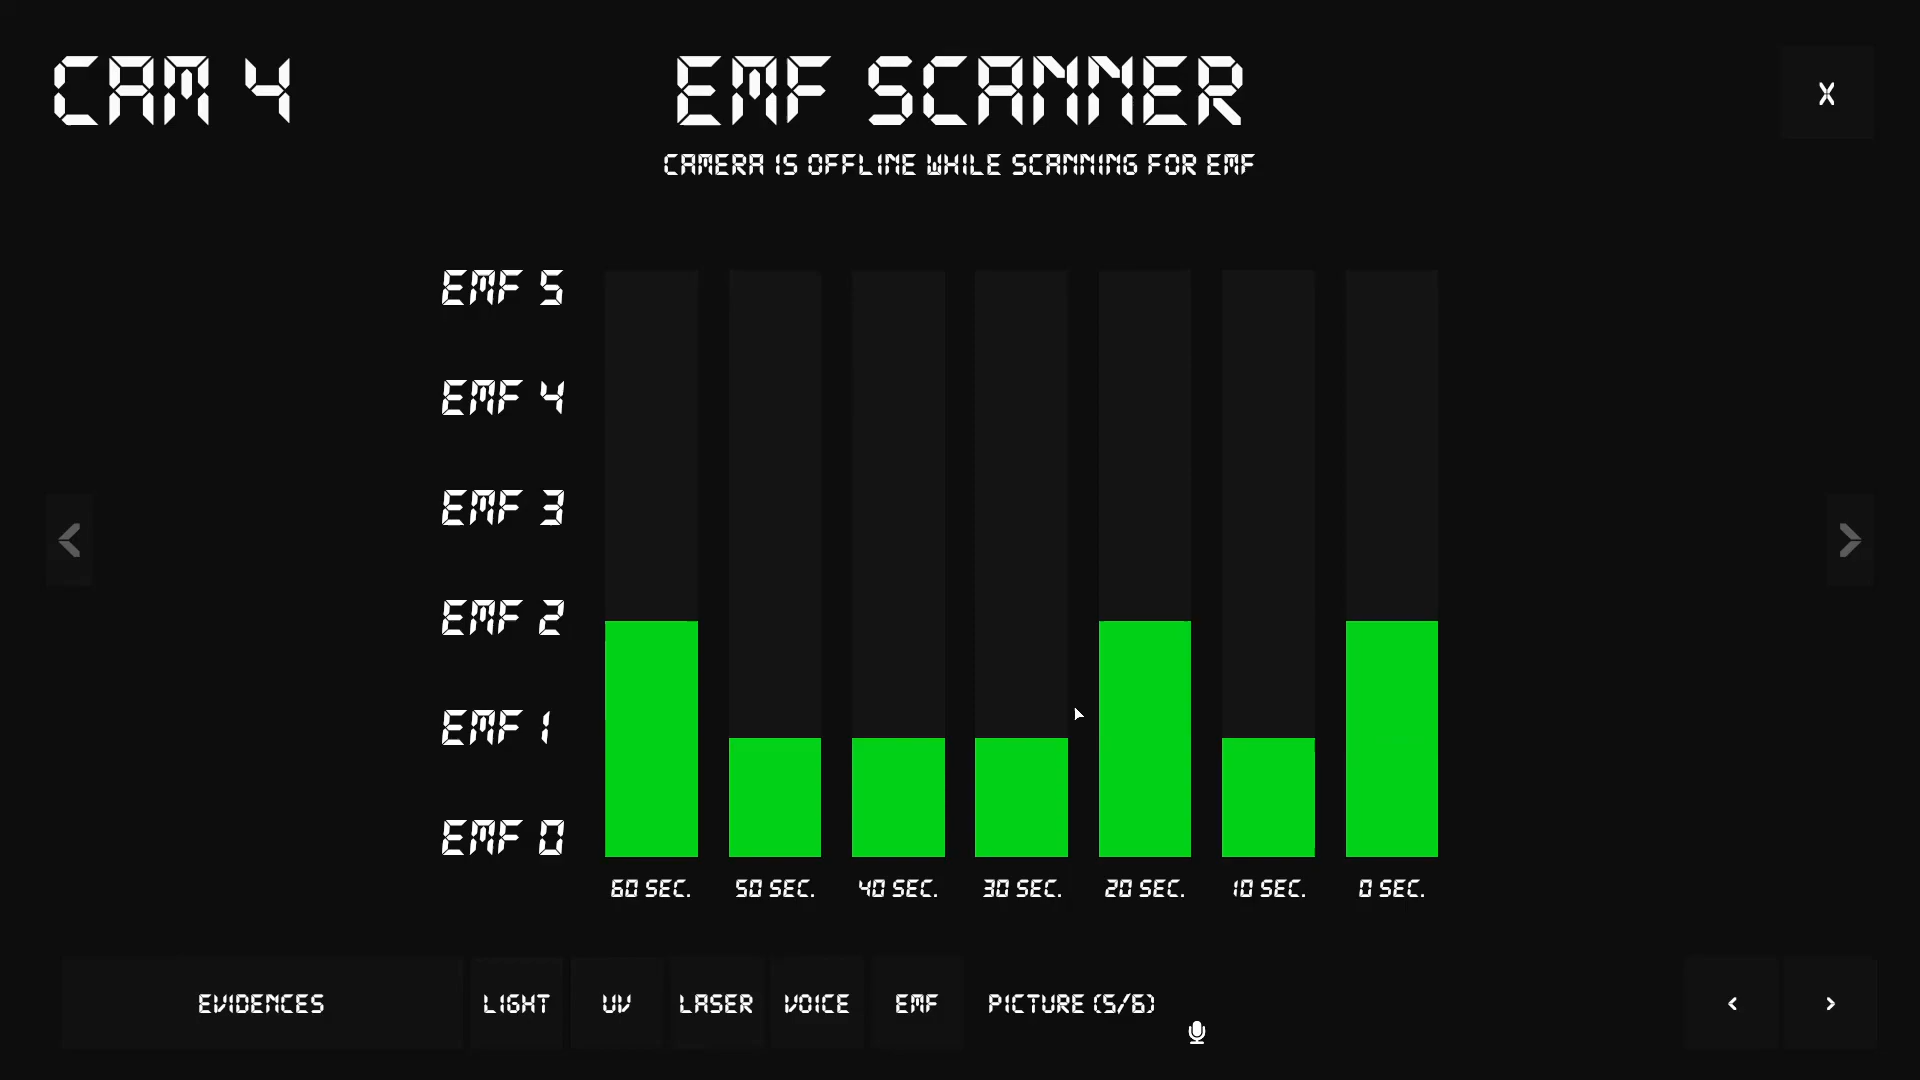 CAM 4
EMF SCANNER
X
CAMERA IS OFFLINE WHILE SCANNING FOR EMF
EMF 5
EMF 4
EMF 3
<
>
EMF 2
EMF 1
EMF 0
60 SEC. 50 SEC. 40 SEC. 30 SEC. 20 SEC. 10 SEC. 0 SEC.
EVIDENCES LIGHT UV LASER VOICE EMF PICTURE (5/6) < >